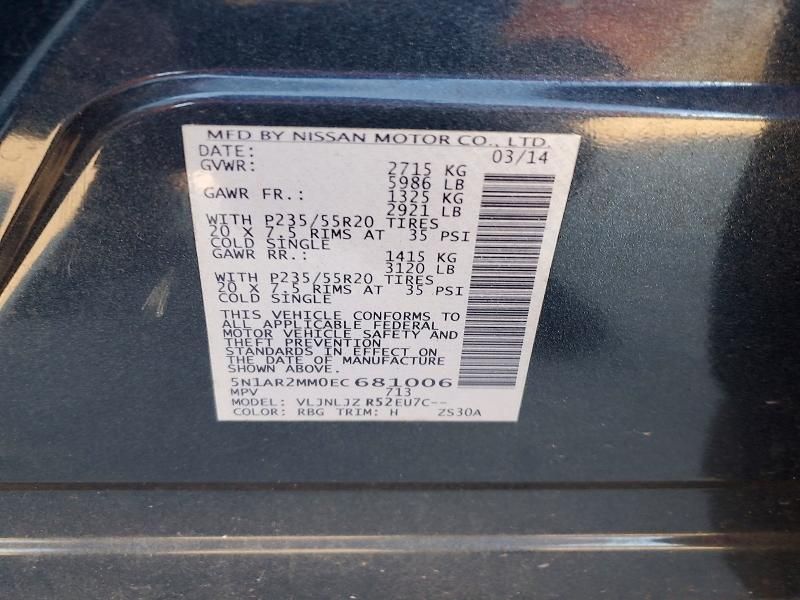 MFD BY NISSAN MOTOR CO., LTD.
DATE: 03/14
GVWR: 2715 KG
5986 LB
GAWR FR.: 1325 KG
2921 LB
WITH P235/55R20 TIRES
20 X 7.5 RIMS AT 35 PSI
COLD SINGLE
GAWR RR.: 1415 KG
3120 LB
WITH P235/55R20 TIRES
20 X 7.5 RIMS AT 35 PSI
COLD SINGLE
THIS VEHICLE CONFORMS TO
ALL APPLICABLE FEDERAL
MOTOR VEHICLE SAFETY AND
THEFT PREVENTION
STANDARDS IN EFFECT ON
THE DATE OF MANUFACTURE
SHOWN ABOVE.
5N1AR2MM0EC681006
MPV 713
MODEL: VLJNLJZ R52EU7C--
COLOR: RBG TRIM: H ZS30A